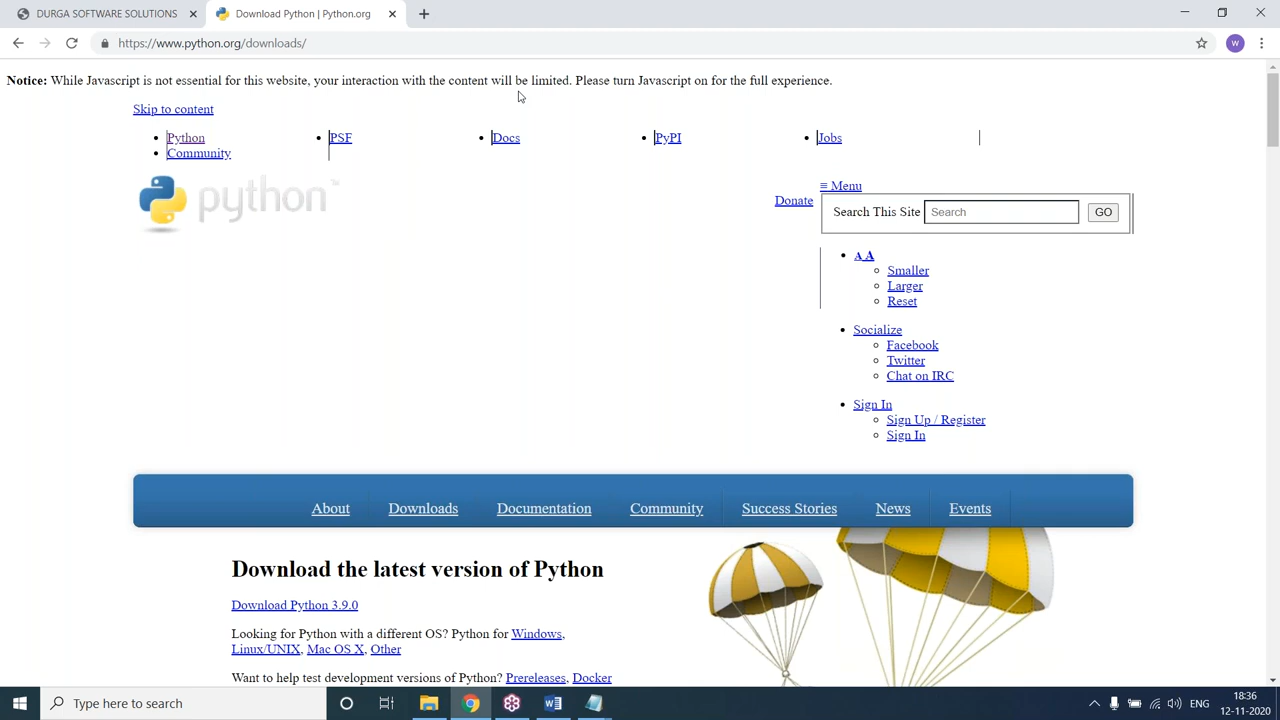 DURGA SOFTWARE SOLUTIONS
Download Python | Python.org
https://www.python.org/downloads/
Notice: While Javascript is not essential for this website, your interaction with the content will be limited. Please turn Javascript on for the full experience.
Skip to content
Python
PSF
Docs
PyPI
Jobs
Community
python™
≡ Menu
Donate
Search This Site
Search
GO
A A
Smaller
Larger
Reset
Socialize
Facebook
Twitter
Chat on IRC
Sign In
Sign Up / Register
Sign In
About
Downloads
Documentation
Community
Success Stories
News
Events
Download the latest version of Python
Download Python 3.9.0
Looking for Python with a different OS? Python for Windows,
Linux/UNIX, Mac OS X, Other
Want to help test development versions of Python? Prereleases, Docker
Type here to search
ENG
18:36
12-11-2020
W